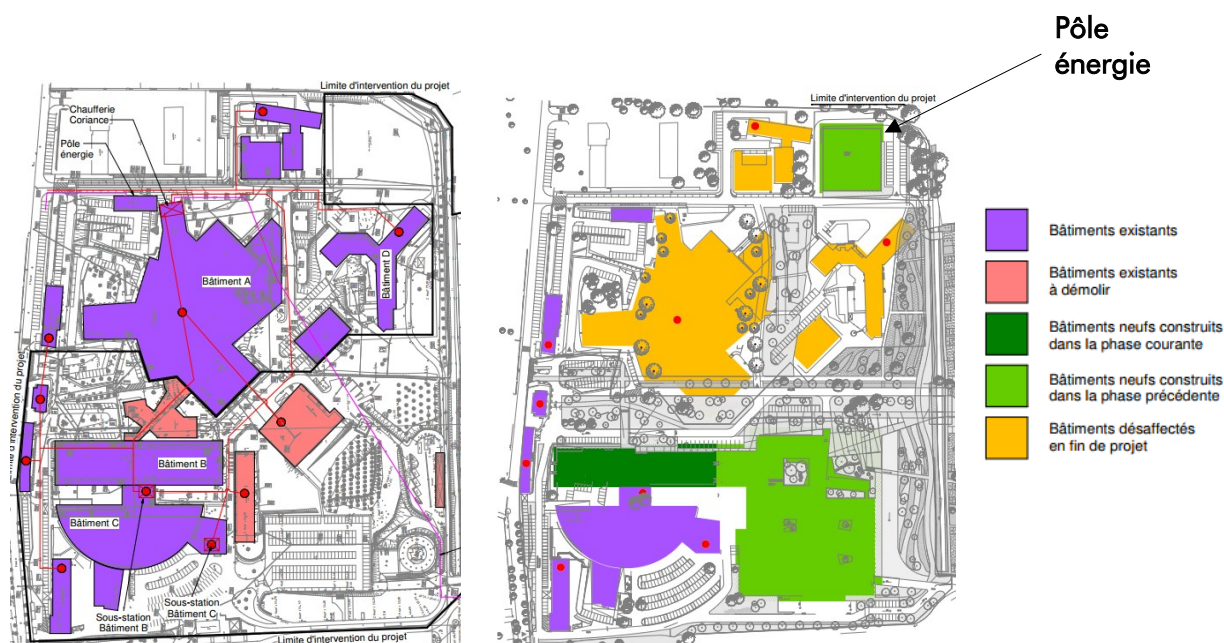 Pôle
énergie
Limite d'intervention du projet
Chaufferie
Coriance
Pôle
énergie
Bâtiment A
Bâtiment D
Limite d'intervention du projet
Bâtiment B
Bâtiment C
Sous-station
Bâtiment C
Sous-station
Bâtiment B
Limite d'intervention du projet
Limite d'intervention du projet
Bâtiments existants
Bâtiments existants
à démolir
Bâtiments neufs construits
dans la phase courante
Bâtiments neufs construits
dans la phase précédente
Bâtiments désaffectés
en fin de projet